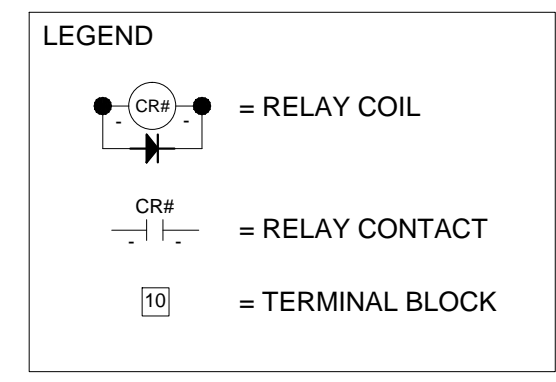 LEGEND
CR# = RELAY COIL
- -
CR#
- - = RELAY CONTACT
10 = TERMINAL BLOCK